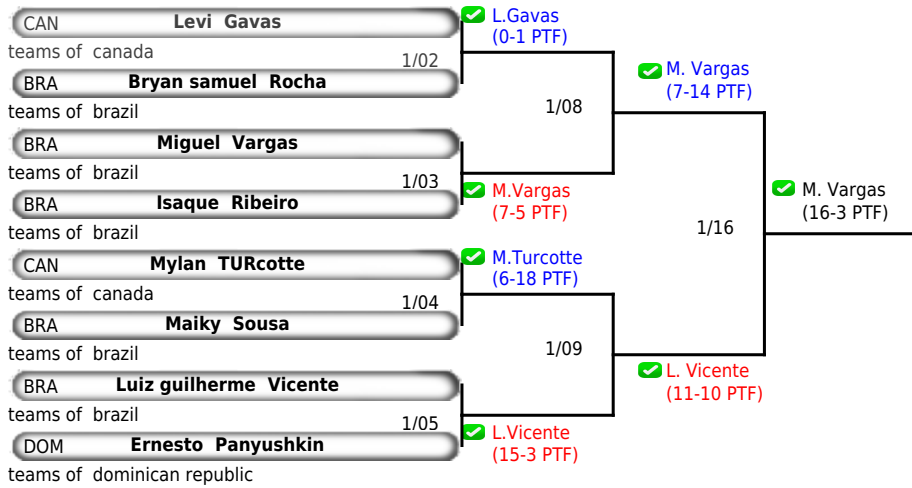 CAN Levi Gavas
teams of canada
1/02
BRA Bryan samuel Rocha
teams of brazil
BRA Miguel Vargas
teams of brazil
1/03
BRA Isaque Ribeiro
teams of brazil
CAN Mylan TURcotte
teams of canada
1/04
BRA Maiky Sousa
teams of brazil
BRA Luiz guilherme Vicente
teams of brazil
1/05
DOM Ernesto Panyushkin
teams of dominican republic
L.Gavas
(0-1 PTF)
1/08
M.Vargas
(7-5 PTF)
M.Turcotte
(6-18 PTF)
1/09
L.Vicente
(15-3 PTF)
M. Vargas
(7-14 PTF)
1/16
L. Vicente
(11-10 PTF)
M. Vargas
(16-3 PTF)